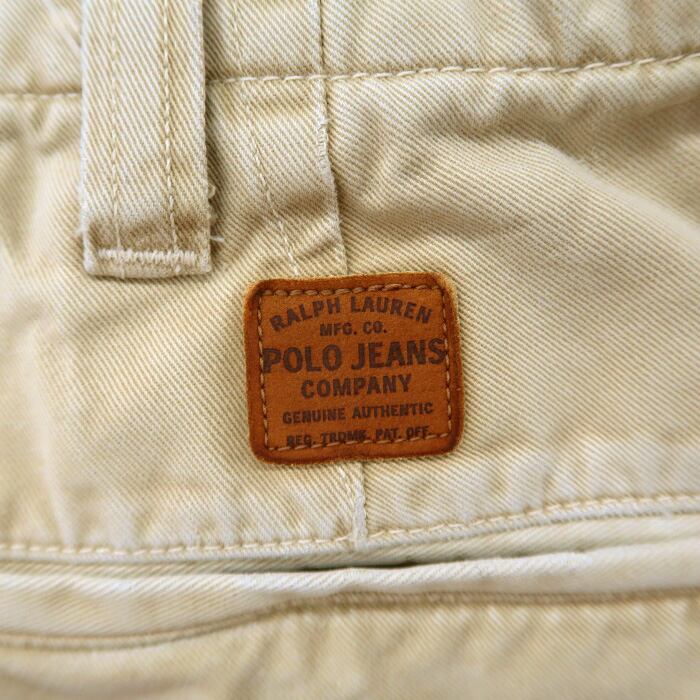 RALPH LAUREN
MFG. CO.
POLO JEANS
COMPANY
GENUINE AUTHENTIC
REG. TRDMK. PAT. OFF.